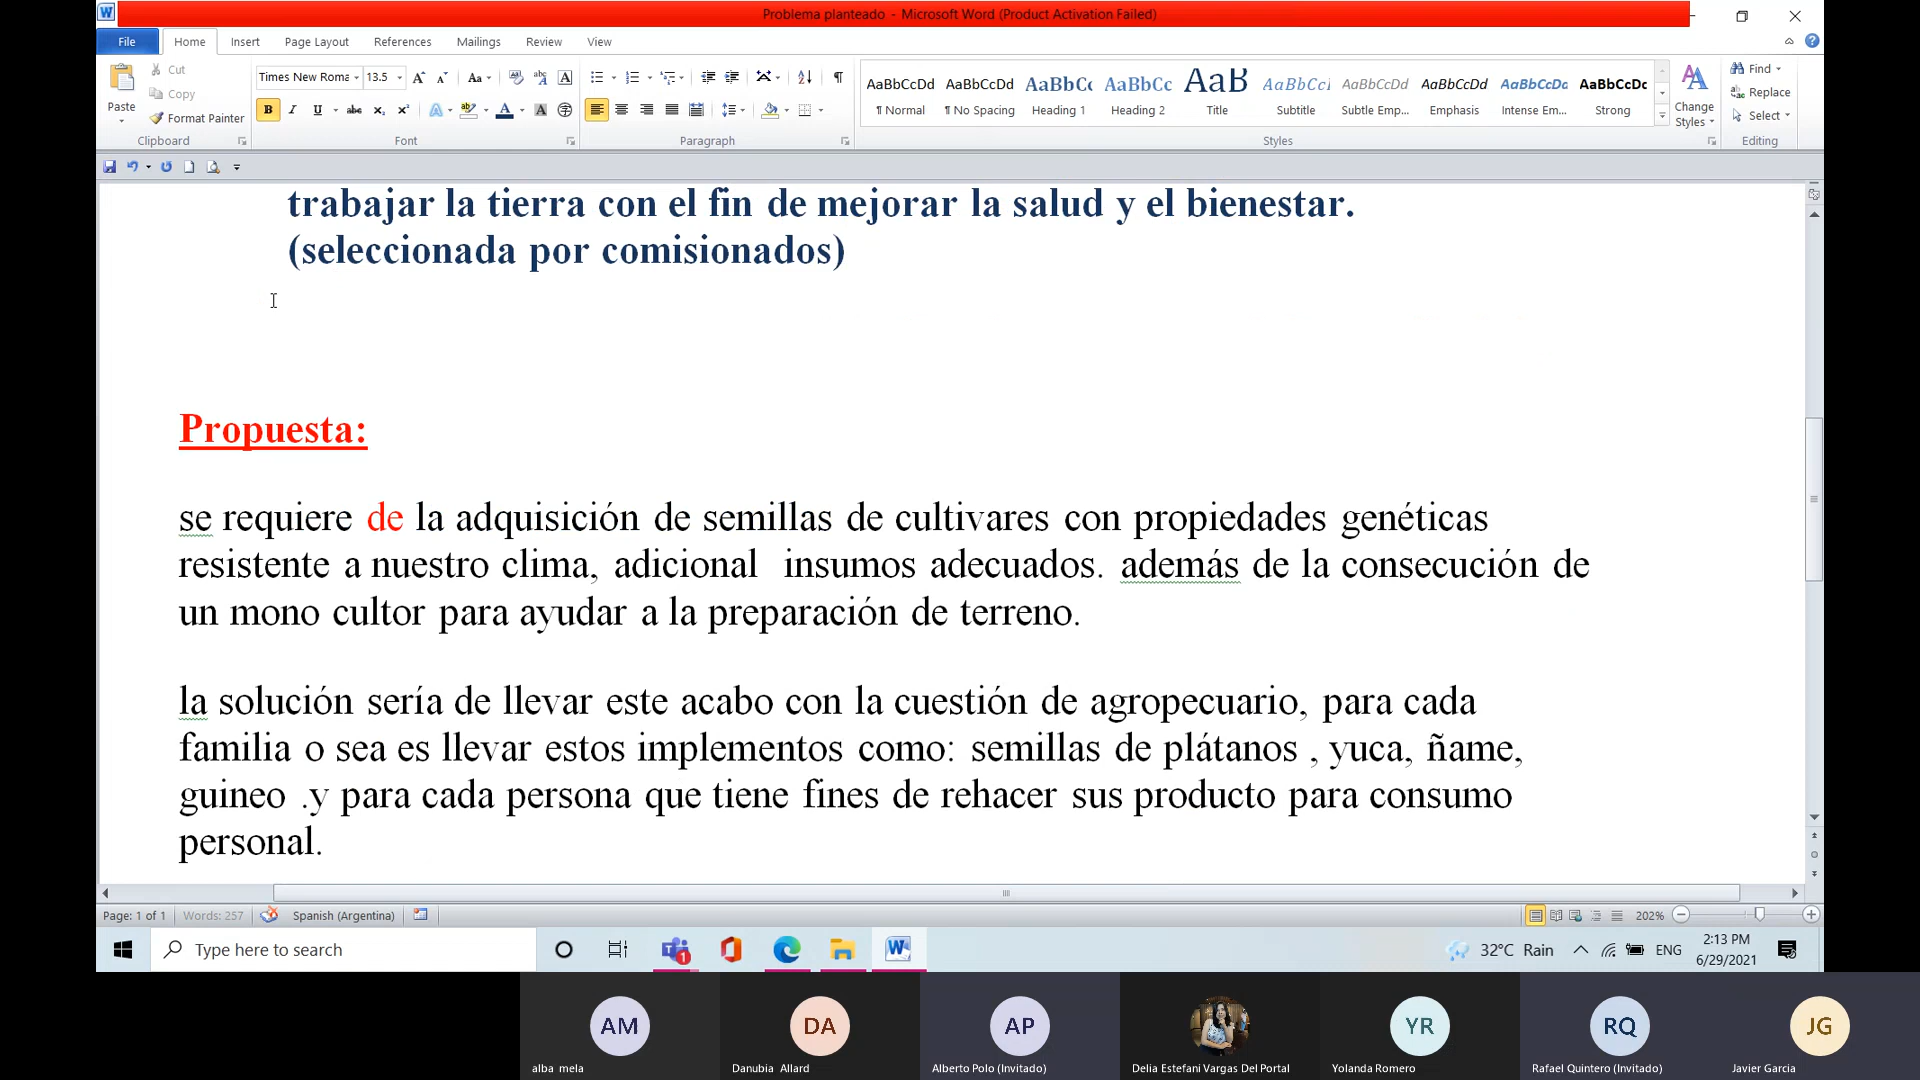 Problema planteado - Microsoft Word (Product Activation Failed)
File Home Insert Page Layout References Mailings Review View
Paste
Cut
Copy
Format Painter
Clipboard
Times New Roma 13.5
Font
Paragraph
AaBbCcDd AaBbCcDd AaBbCc AaBbCc AaB AaBbCcI AaBbCcDd AaBbCcDd AaBbCcDc AaBbCcDc
¶ Normal ¶ No Spacing Heading 1 Heading 2 Title Subtitle Subtle Emp... Emphasis Intense Em... Strong
Change
Styles
Styles
Find
Replace
Select
Editing
trabajar la tierra con el fin de mejorar la salud y el bienestar.
(seleccionada por comisionados)
Propuesta:
se requiere de la adquisición de semillas de cultivares con propiedades genéticas
resistente a nuestro clima, adicional insumos adecuados. además de la consecución de
un mono cultor para ayudar a la preparación de terreno.
la solución sería de llevar este acabo con la cuestión de agropecuario, para cada
familia o sea es llevar estos implementos como: semillas de plátanos , yuca, ñame,
guineo .y para cada persona que tiene fines de rehacer sus producto para consumo
personal.
Page: 1 of 1 Words: 257 Spanish (Argentina) 202%
Type here to search
1
32°C Rain
ENG
2:13 PM
6/29/2021
AM DA AP YR RQ JG
alba mela Danubia Allard Alberto Polo (Invitado) Delia Estefani Vargas Del Portal Yolanda Romero Rafael Quintero (Invitado) Javier Garcia